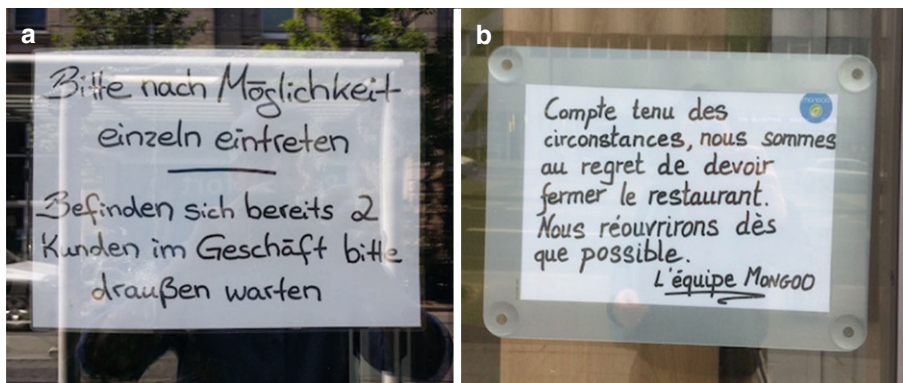 a
Bitte nach Möglichkeit
einzeln eintreten
Befinden sich bereits 2
Kunden im Geschäft bitte
draußen warten
b
mongoo
Compte tenu des
circonstances, nous sommes
au regret de devoir
fermer le restaurant.
Nous réouvrirons dès
que possible.
L'équipe MONGOO